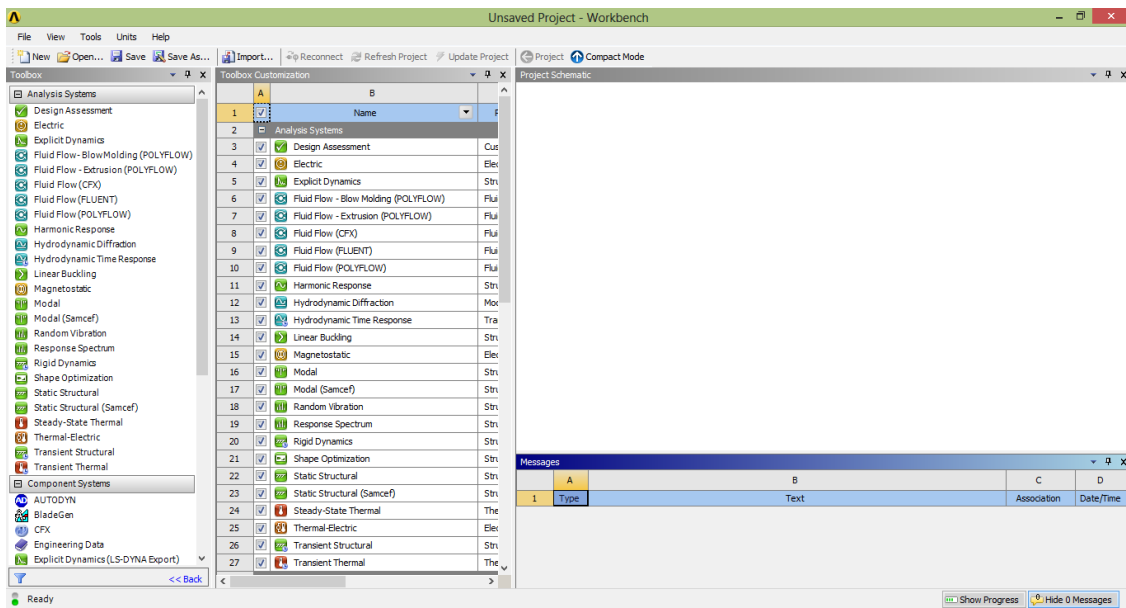 Unsaved Project - Workbench
File View Tools Units Help
New Open... Save Save As... Import... Reconnect Refresh Project Update Project Project Compact Mode
Toolbox
Analysis Systems
Design Assessment
Electric
Explicit Dynamics
Fluid Flow-BlowMolding (POLYFLOW)
Fluid Flow - Extrusion (POLYFLOW)
Fluid Flow (CFX)
Fluid Flow (FLUENT)
Fluid Flow (POLYFLOW)
Harmonic Response
Hydrodynamic Diffraction
Hydrodynamic Time Response
Linear Buckling
Magnetostatic
Modal
Modal (Samcef)
Random Vibration
Response Spectrum
Rigid Dynamics
Shape Optimization
Static Structural
Static Structural (Samcef)
Steady-State Thermal
Thermal-Electric
Transient Structural
Transient Thermal
Component Systems
AUTODYN
BladeGen
CFX
Engineering Data
Explicit Dynamics (LS-DYNA Export)
<< Back
Toolbox Customization
A B
1 Name
2 Analysis Systems
3 Design Assessment Cus
4 Electric Elec
5 Explicit Dynamics Stru
6 Fluid Flow - Blow Molding (POLYFLOW) Flui
7 Fluid Flow - Extrusion (POLYFLOW) Flui
8 Fluid Flow (CFX) Flui
9 Fluid Flow (FLUENT) Flui
10 Fluid Flow (POLYFLOW) Flui
11 Harmonic Response Stru
12 Hydrodynamic Diffraction Mod
13 Hydrodynamic Time Response Tra
14 Linear Buckling Stru
15 Magnetostatic Elec
16 Modal Stru
17 Modal (Samcef) Stru
18 Random Vibration Stru
19 Response Spectrum Stru
20 Rigid Dynamics Stru
21 Shape Optimization Stru
22 Static Structural Stru
23 Static Structural (Samcef) Stru
24 Steady-State Thermal The
25 Thermal-Electric Elec
26 Transient Structural Stru
27 Transient Thermal The
Project Schematic
Messages
A B C D
1 Type Text Association Date/Time
Ready
Show Progress Hide 0 Messages